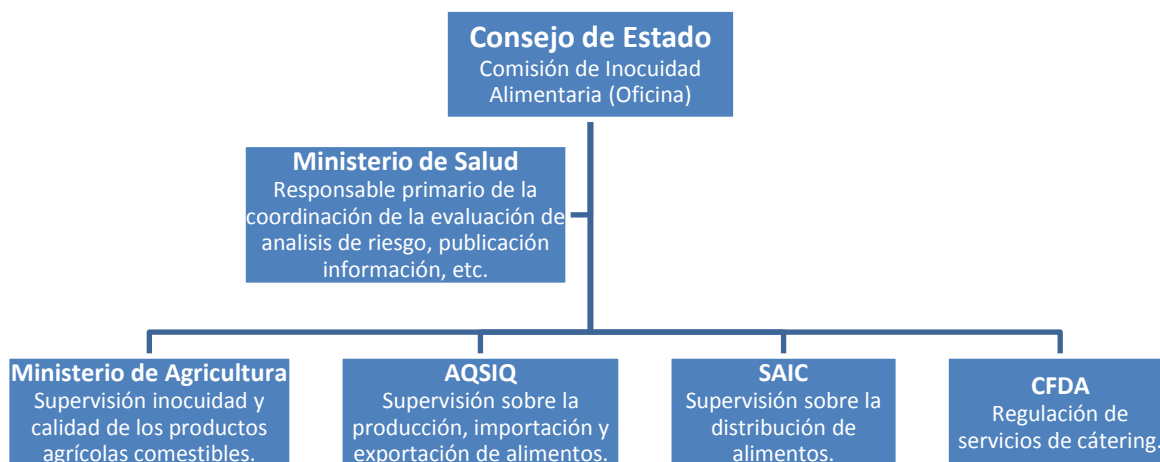 Consejo de Estado
Comisión de Inocuidad
Alimentaria (Oficina)
Ministerio de Salud
Responsable primario de la
coordinación de la evaluación de
analisis de riesgo, publicación
información, etc.
Ministerio de Agricultura
Supervisión inocuidad y
calidad de los productos
agrícolas comestibles.
AQSIQ
Supervisión sobre la
producción, importación y
exportación de alimentos.
SAIC
Supervisión sobre la
distribución de
alimentos.
CFDA
Regulación de
servicios de cátering.